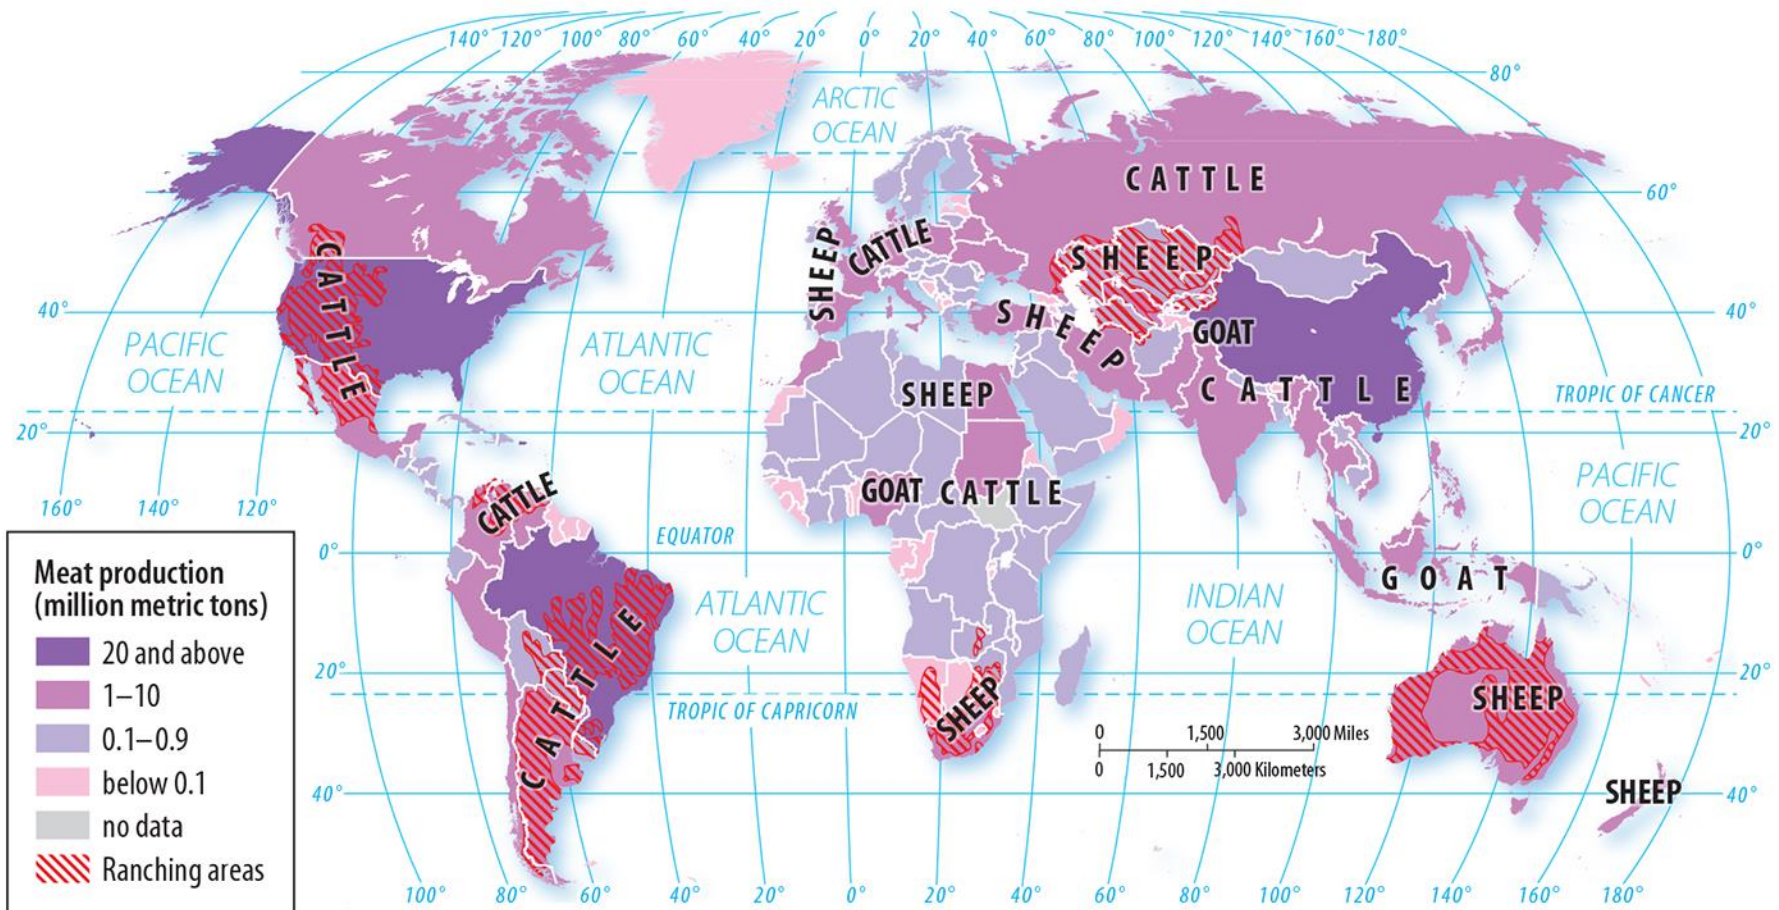 140° 120° 100° 80° 60° 40° 20° 0° 20° 40° 60° 80° 100° 120° 140° 160° 180°
80°
ARCTIC
OCEAN
CATTLE
60°
CATTLE
SHEEP
CATTLE
SHEEP
SHEEP
GOAT
40°
40°
PACIFIC
OCEAN
ATLANTIC
OCEAN
SHEEP
CATTLE
TROPIC OF CANCER
20°
20°
PACIFIC
OCEAN
160° 140° 120°
CATTLE
GOAT
CATTLE
EQUATOR
0°
0°
GOAT
ATLANTIC
OCEAN
INDIAN
OCEAN
CATTLE
20°
20°
TROPIC OF CAPRICORN
SHEEP
SHEEP
0 1,500 3,000 Miles
0 1,500 3,000 Kilometers
SHEEP
40°
40°
100° 80° 60° 40° 20° 0° 20° 40° 60° 80° 100° 120° 140° 160° 180°
Meat production
(million metric tons)
20 and above
1–10
0.1–0.9
below 0.1
no data
Ranching areas